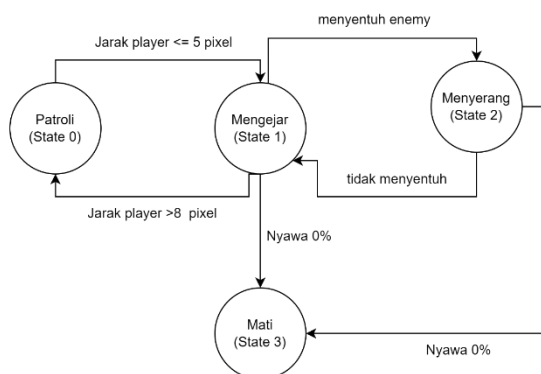 menyentuh enemy
Jarak player <= 5 pixel
Patroli
(State 0)
Mengejar
(State 1)
Menyerang
(State 2)
tidak menyentuh
Jarak player >8 pixel
Nyawa 0%
Mati
(State 3)
Nyawa 0%